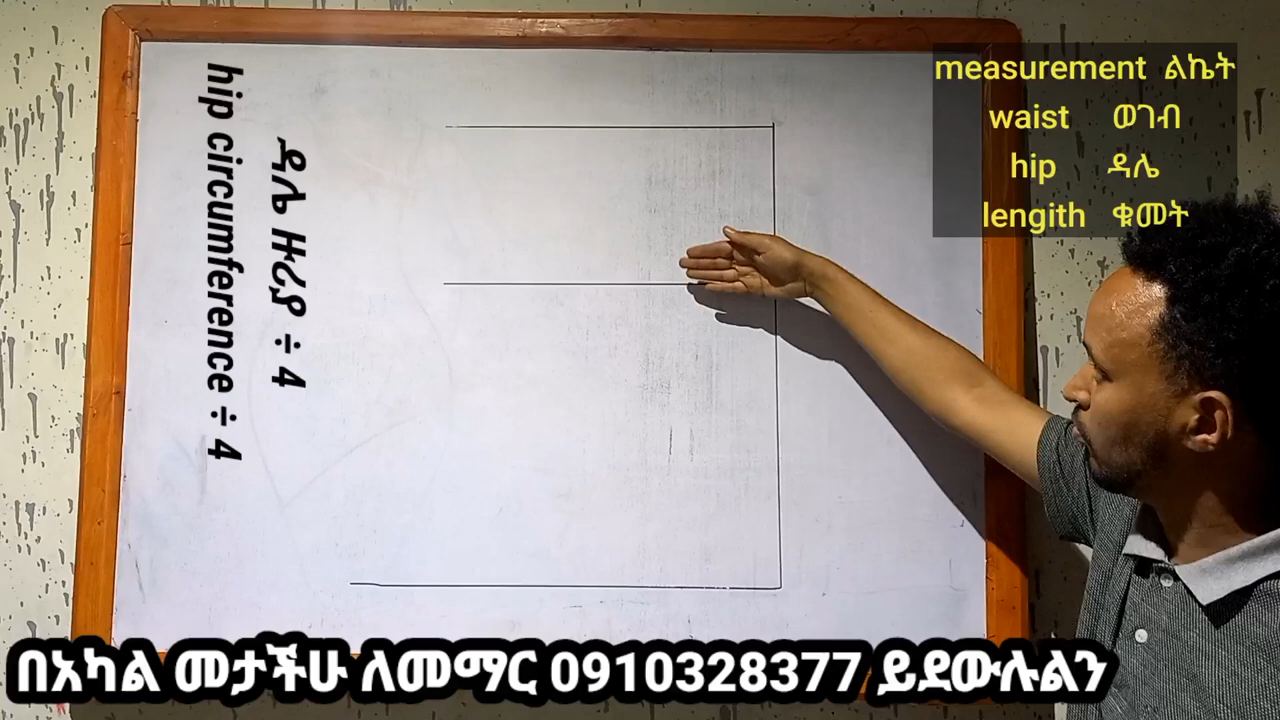 measurement ልኬት
waist ወገብ
hip ዳሌ
lengith ቁመት
ዳሌ ዙሪያ ÷ 4
hip circumference ÷ 4
በአካል መታችሁ ለመማር 0910328377 ይደውሉልን